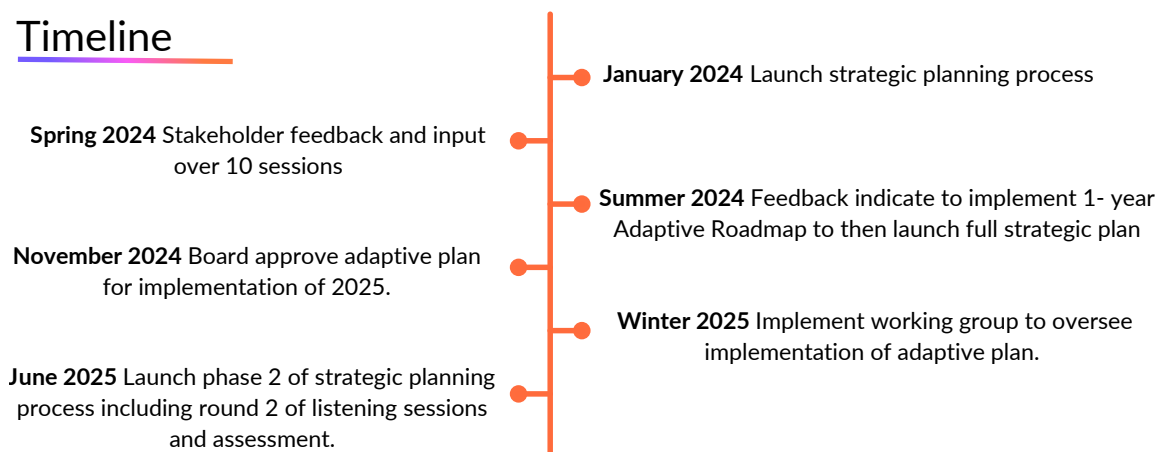 Timeline
January 2024 Launch strategic planning process
Spring 2024 Stakeholder feedback and input
over 10 sessions
Summer 2024 Feedback indicate to implement 1- year
Adaptive Roadmap to then launch full strategic plan
November 2024 Board approve adaptive plan
for implementation of 2025.
Winter 2025 Implement working group to oversee
implementation of adaptive plan.
June 2025 Launch phase 2 of strategic planning
process including round 2 of listening sessions
and assessment.